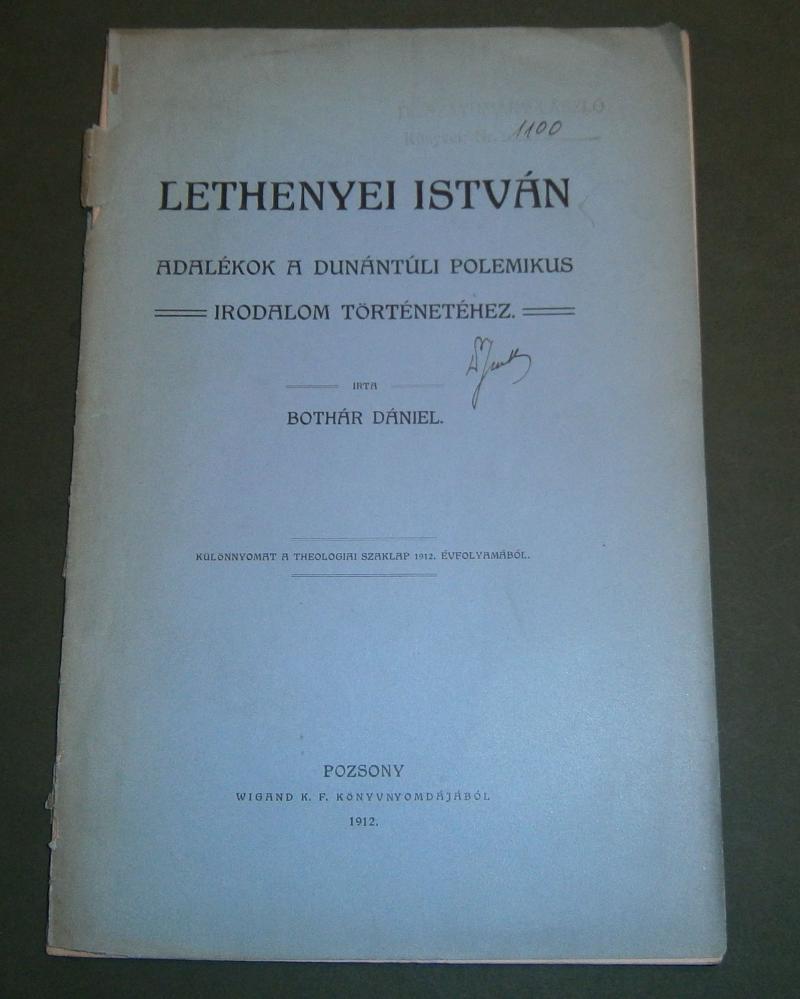 1100
LETHENYEI ISTVÁN
ADALÉKOK A DUNÁNTÚLI POLEMIKUS
IRODALOM TÖRTÉNETÉHEZ.
IRTA
BOTHÁR DÁNIEL.
KÜLÖNNYOMAT A THEOLOGIAI SZAKLAP 1912. ÉVFOLYAMÁBÓL.
POZSONY
WIGAND K. F. KÖNYVNYOMDÁJÁBÓL
1912.